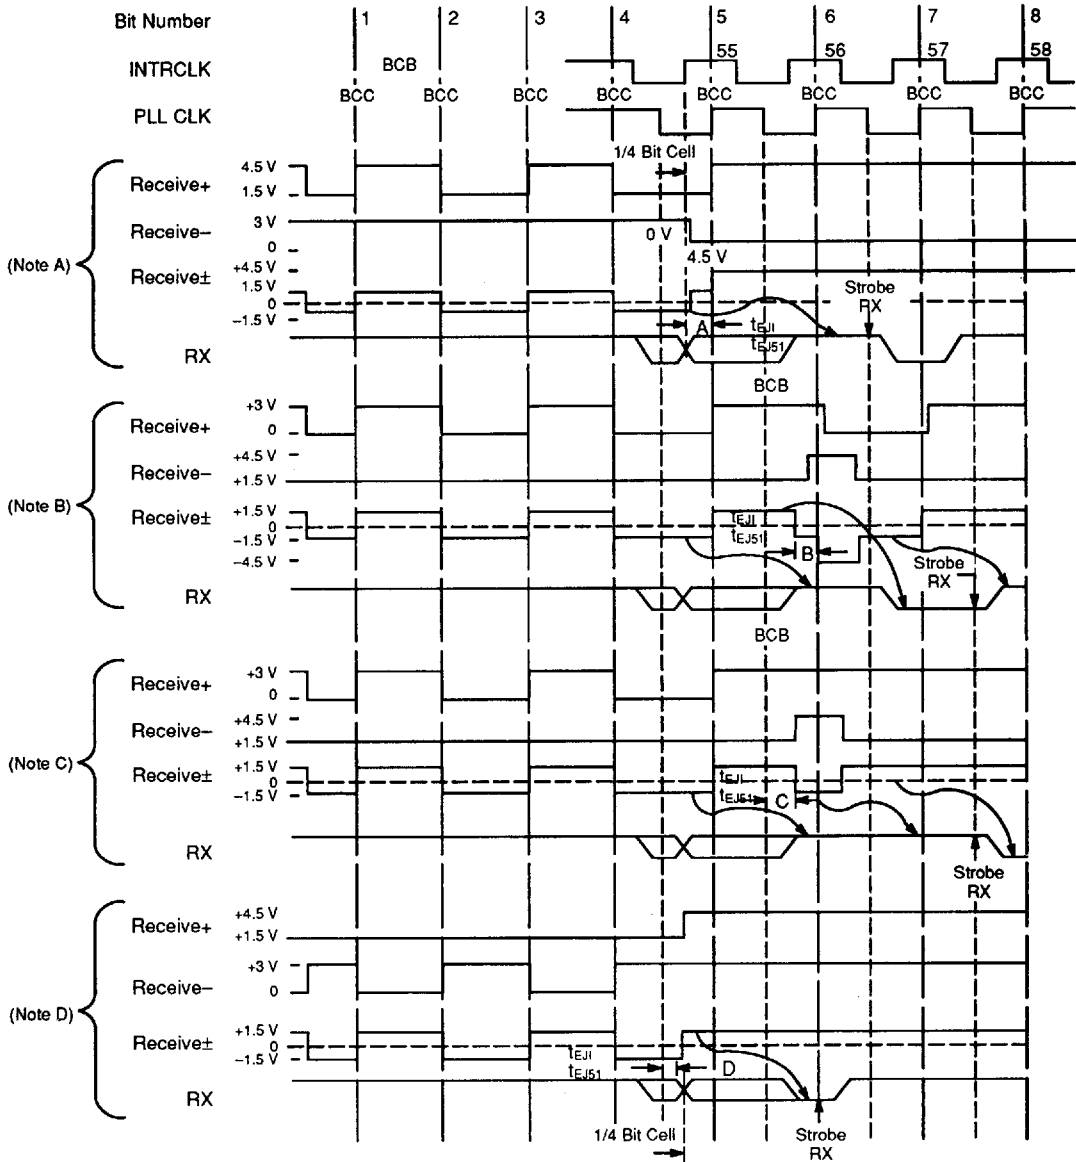 Bit Number 1 2 3 4 5 6 7 8
BCB 55 56 57 58
INTRCLK
BCC BCC BCC BCC BCC BCC BCC BCC
PLL CLK
1/4 Bit Cell
(Note A)
4.5 V
Receive+
1.5 V
3 V
Receive–
0
0 V
4.5 V
+4.5 V
Receive±
1.5 V
0
–1.5 V
Strobe
RX
A
tEJI
tEJ51
RX
BCB
(Note B)
+3 V
Receive+
0
+4.5 V
Receive–
+1.5 V
+1.5 V
Receive±
0
–1.5 V
–4.5 V
tEJI
tEJ51
B
Strobe
RX
RX
BCB
(Note C)
+3 V
Receive+
0
+4.5 V
Receive–
+1.5 V
+1.5 V
Receive±
0
–1.5 V
tEJI
tEJ51
C
RX
Strobe
RX
(Note D)
+4.5 V
Receive+
+1.5 V
+3 V
Receive–
0
+1.5 V
Receive±
0
–1.5 V
tEJI
tEJ51
D
RX
1/4 Bit Cell
Strobe
RX